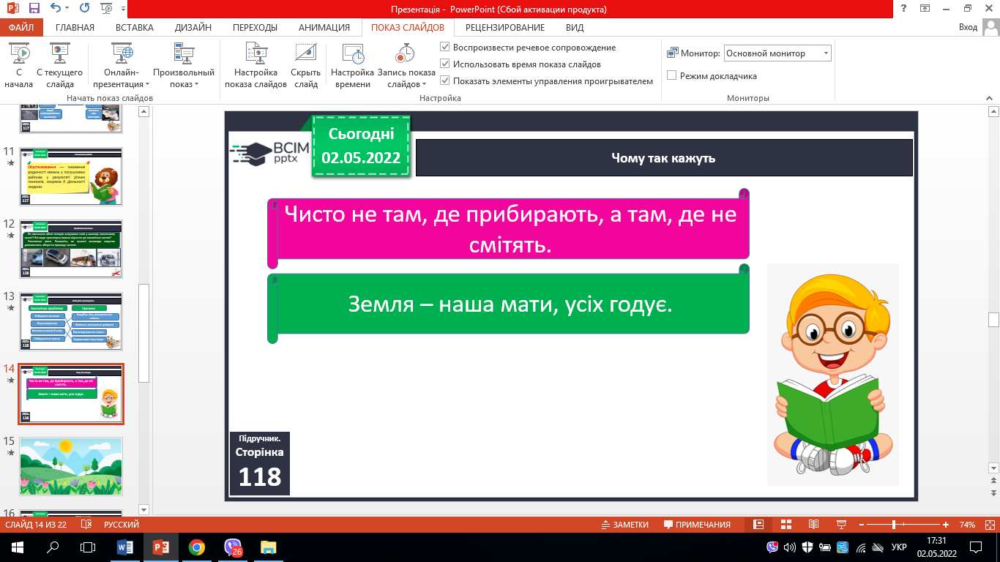 Презентація - PowerPoint (Сбой активации продукта)
ФАЙЛ ГЛАВНАЯ ВСТАВКА ДИЗАЙН ПЕРЕХОДЫ АНИМАЦИЯ ПОКАЗ СЛАЙДОВ РЕЦЕНЗИРОВАНИЕ ВИД Вход
С начала
С текущего слайда
Онлайн-презентация
Произвольный показ
Начать показ слайдов
Настройка показа слайдов
Скрыть слайд
Настройка времени
Запись показа слайдов
Воспроизвести речевое сопровождение
Использовать время показа слайдов
Показать элементы управления проигрывателем
Настройка
Монитор: Основной монитор
Режим докладчика
Мониторы
117
11
Опустелювання — зниження
родючості земель у посушливих
районах у результаті різних
чинників, зокрема й діяльності
людини.
117
12
118
13
Екологічна проблема
Причина
118
14
Чисто не там, де прибирають, а там, де не
смітять.
Земля – наша мати, усіх годує.
118
15
16
Сьогодні
02.05.2022
ВСІМ
pptx
Чому так кажуть
Чисто не там, де прибирають, а там, де не
смітять.
Земля – наша мати, усіх годує.
Підручник.
Сторінка
118
СЛАЙД 14 ИЗ 22 РУССКИЙ ЗАМЕТКИ ПРИМЕЧАНИЯ 74%
26
УКР
17:31
02.05.2022